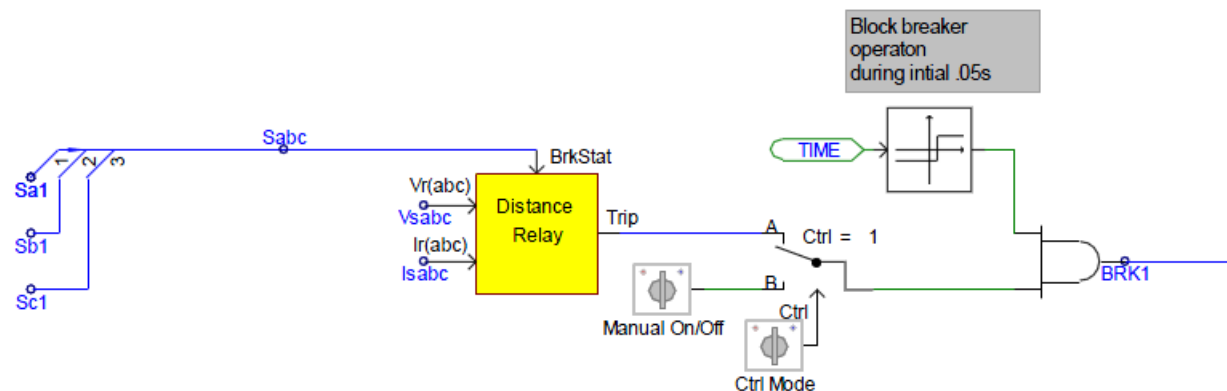 Block breaker
operaton
during intial .05s
Sabc
1
2
3
BrkStat
TIME
Sa1
Vr(abc)
Vsabc
Distance
Relay
Trip
A
Ctrl = 1
Sb1
Ir(abc)
Isabc
B
BRK1
Sc1
Ctrl
Manual On/Off
Ctrl Mode